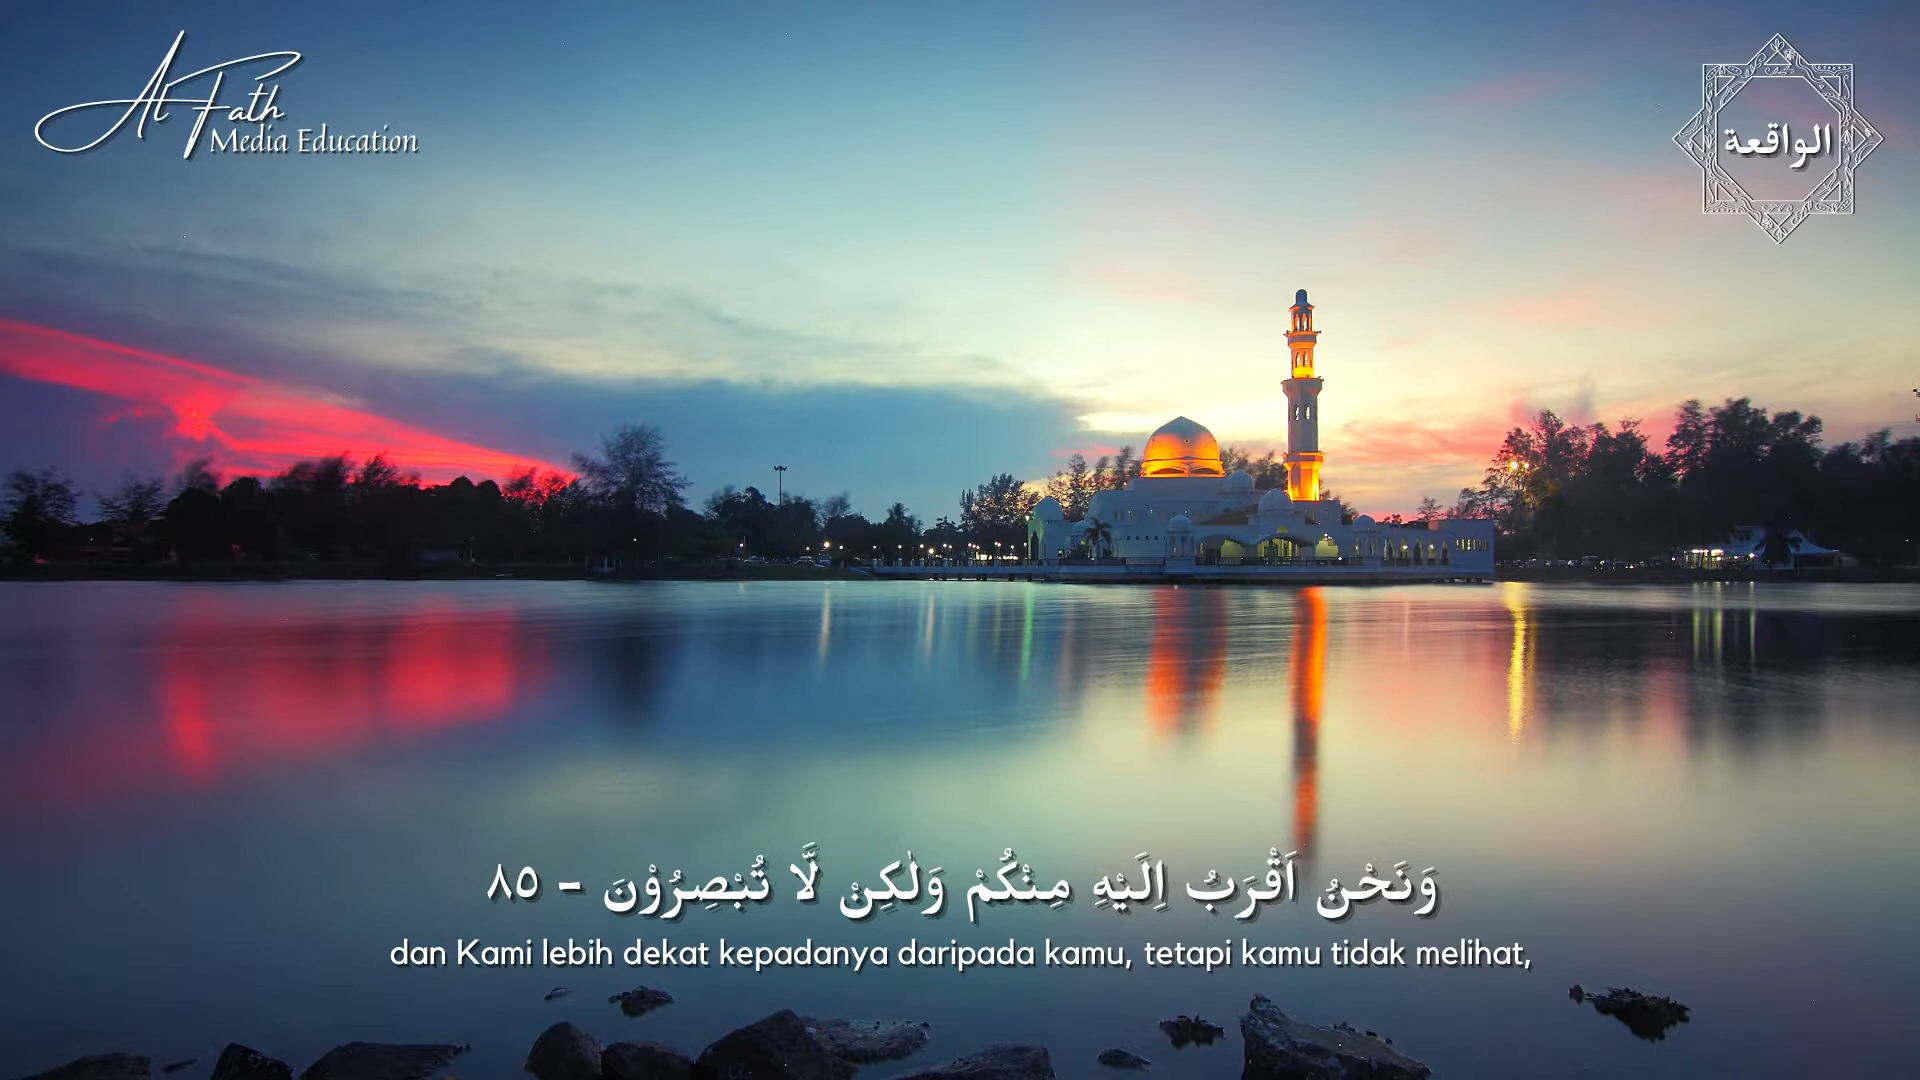 Al Fath
Media Education
الواقعة
وَنَحْنُ اَقْرَبُ اِلَيْهِ مِنْكُمْ وَلٰكِنْ لَّا تُبْصِرُوْنَ - ٨٥
dan Kami lebih dekat kepadanya daripada kamu, tetapi kamu tidak melihat,